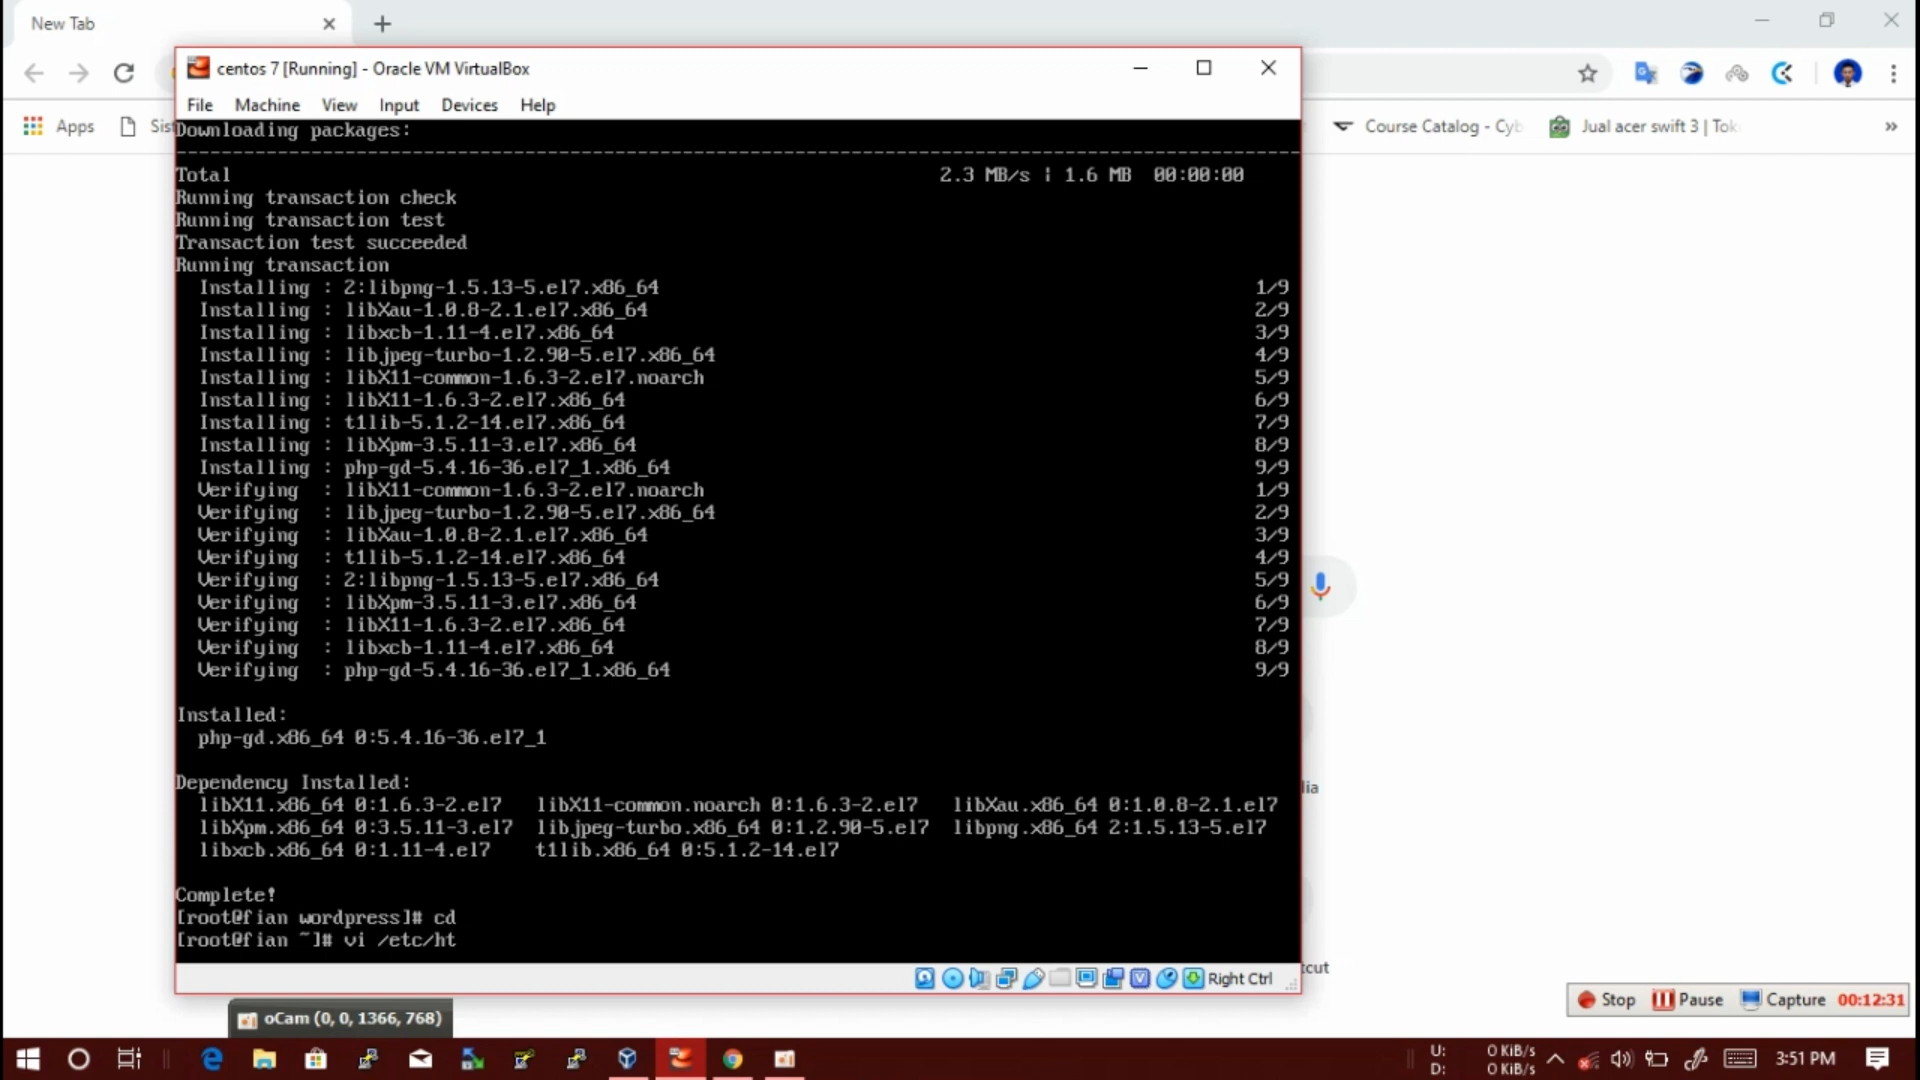 New Tab
centos 7 [Running] - Oracle VM VirtualBox
File Machine View Input Devices Help
Apps
Course Catalog - Cyb
Jual acer swift 3 | Tok
»
Downloading packages:
--------------------------------------------------------------------------------
Total 2.3 MB/s | 1.6 MB 00:00:00
Running transaction check
Running transaction test
Transaction test succeeded
Running transaction
Installing : 2:libpng-1.5.13-5.el7.x86_64 1/9
Installing : libXau-1.0.8-2.1.el7.x86_64 2/9
Installing : libxcb-1.11-4.el7.x86_64 3/9
Installing : libjpeg-turbo-1.2.90-5.el7.x86_64 4/9
Installing : libX11-common-1.6.3-2.el7.noarch 5/9
Installing : libX11-1.6.3-2.el7.x86_64 6/9
Installing : t1lib-5.1.2-14.el7.x86_64 7/9
Installing : libXpm-3.5.11-3.el7.x86_64 8/9
Installing : php-gd-5.4.16-36.el7_1.x86_64 9/9
Verifying : libX11-common-1.6.3-2.el7.noarch 1/9
Verifying : libjpeg-turbo-1.2.90-5.el7.x86_64 2/9
Verifying : libXau-1.0.8-2.1.el7.x86_64 3/9
Verifying : t1lib-5.1.2-14.el7.x86_64 4/9
Verifying : 2:libpng-1.5.13-5.el7.x86_64 5/9
Verifying : libXpm-3.5.11-3.el7.x86_64 6/9
Verifying : libX11-1.6.3-2.el7.x86_64 7/9
Verifying : libxcb-1.11-4.el7.x86_64 8/9
Verifying : php-gd-5.4.16-36.el7_1.x86_64 9/9
Installed:
php-gd.x86_64 0:5.4.16-36.el7_1
Dependency Installed:
libX11.x86_64 0:1.6.3-2.el7 libX11-common.noarch 0:1.6.3-2.el7 libXau.x86_64 0:1.0.8-2.1.el7
libXpm.x86_64 0:3.5.11-3.el7 libjpeg-turbo.x86_64 0:1.2.90-5.el7 libpng.x86_64 2:1.5.13-5.el7
libxcb.x86_64 0:1.11-4.el7 t1lib.x86_64 0:5.1.2-14.el7
Complete!
[root@fian wordpress]# cd
[root@fian ~]# vi /etc/ht
Right Ctrl
Stop Pause Capture 00:12:31
oCam (0, 0, 1366, 768)
U: 0 KiB/s
D: 0 KiB/s
3:51 PM